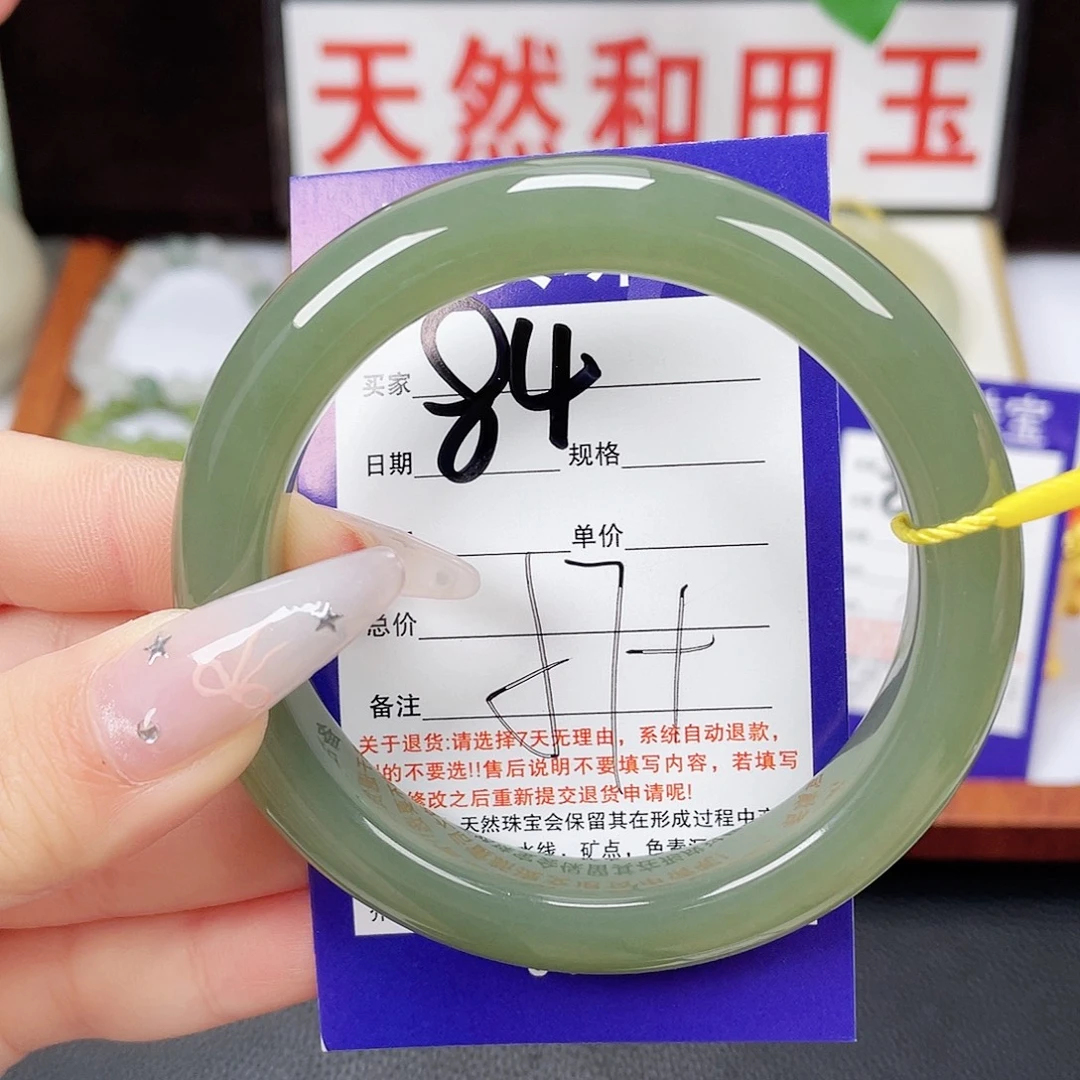 天然和田玉
84
买家
日期 规格
单价
总价
备注
关于退货:请选择7天无理由，系统自动退款，
的不要选!!售后说明不要填写内容，若填写
修改之后重新提交退货申请呢!
天然珠宝会保留其在形成过程中
水线，矿点，色素
宝